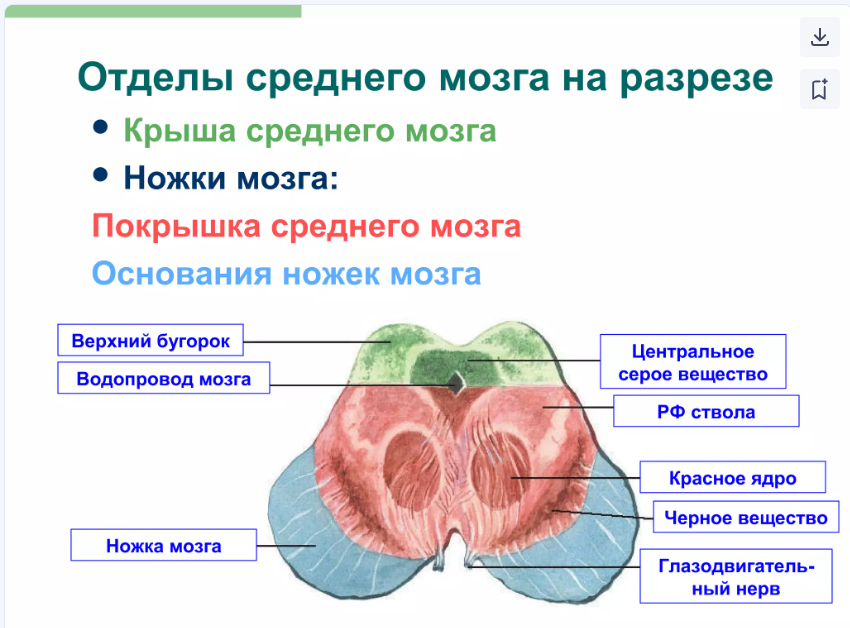 Отделы среднего мозга на разрезе
• Крыша среднего мозга
• Ножки мозга:
Покрышка среднего мозга
Основания ножек мозга
Верхний бугорок
Водопровод мозга
Ножка мозга
Центральное
серое вещество
РФ ствола
Красное ядро
Черное вещество
Глазодвигатель-
ный нерв